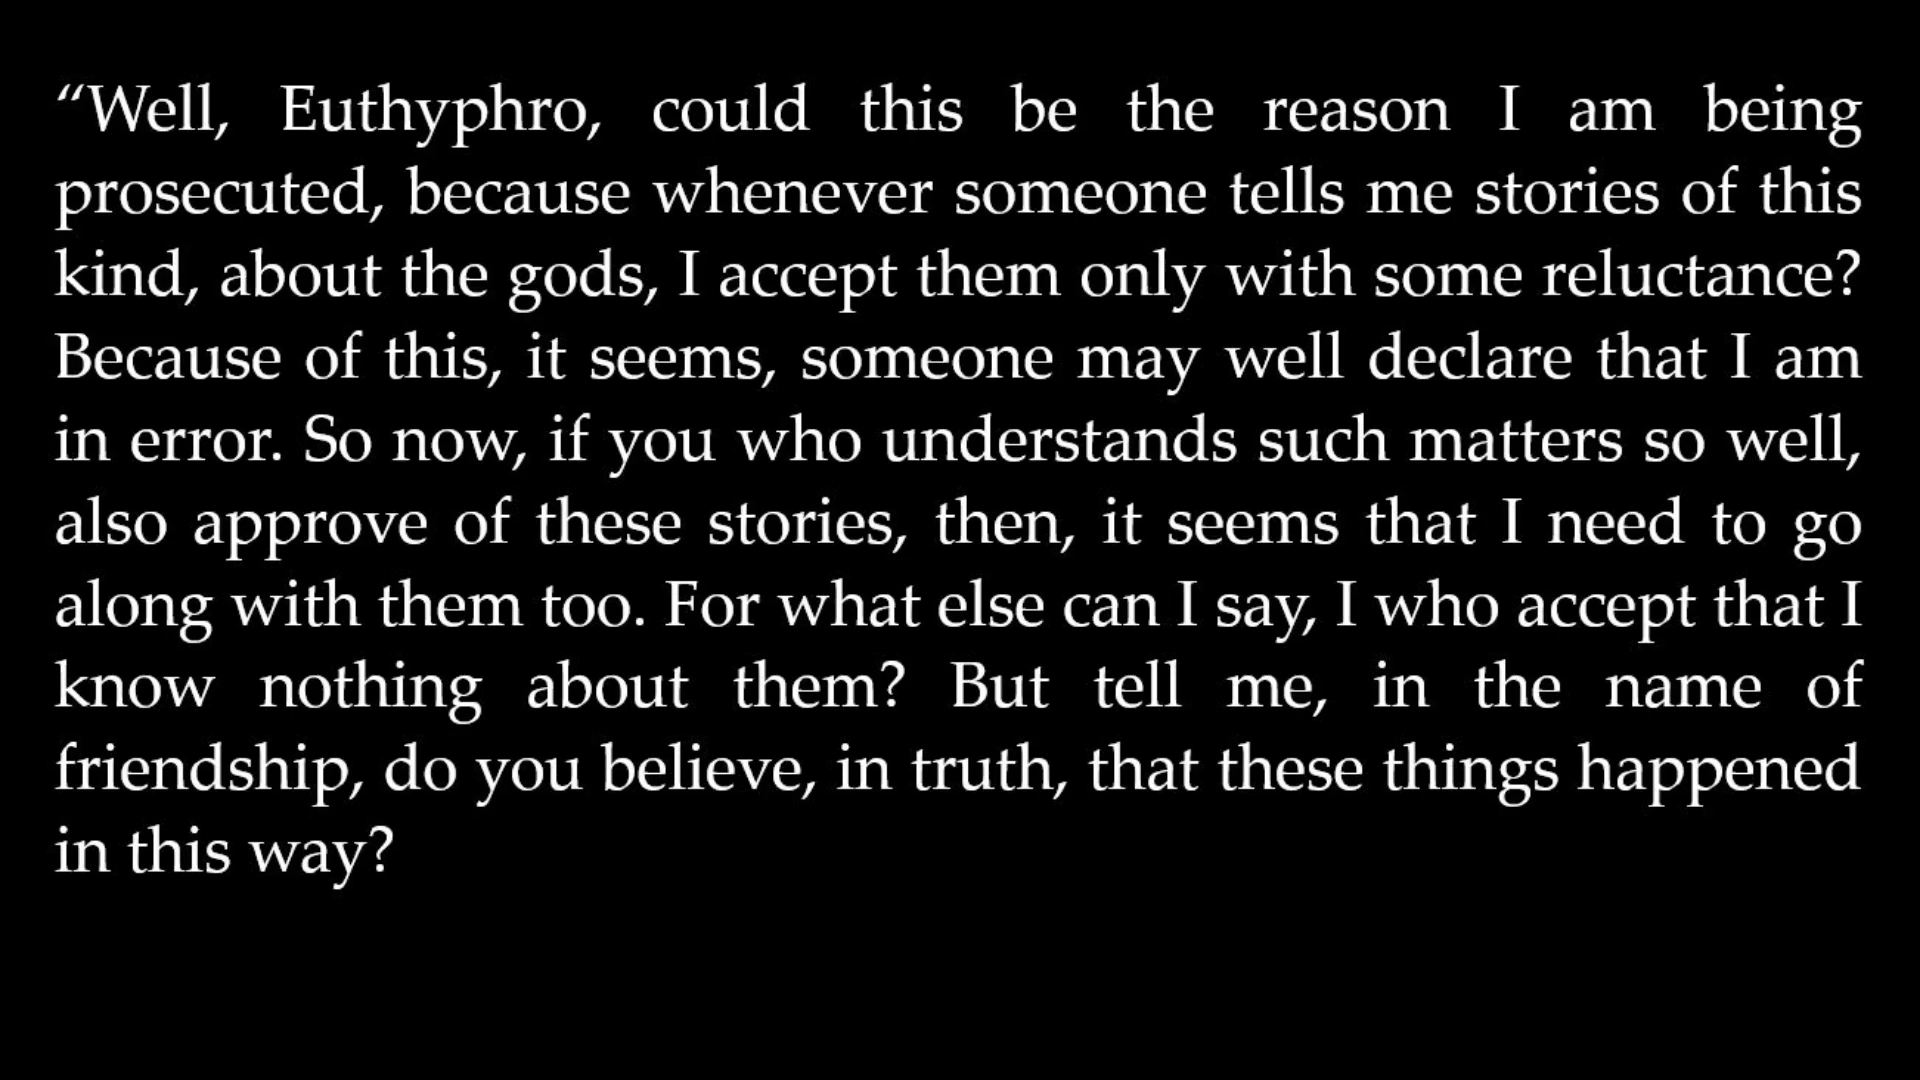 “Well, Euthyphro, could this be the reason I am being
prosecuted, because whenever someone tells me stories of this
kind, about the gods, I accept them only with some reluctance?
Because of this, it seems, someone may well declare that I am
in error. So now, if you who understands such matters so well,
also approve of these stories, then, it seems that I need to go
along with them too. For what else can I say, I who accept that I
know nothing about them? But tell me, in the name of
friendship, do you believe, in truth, that these things happened
in this way?